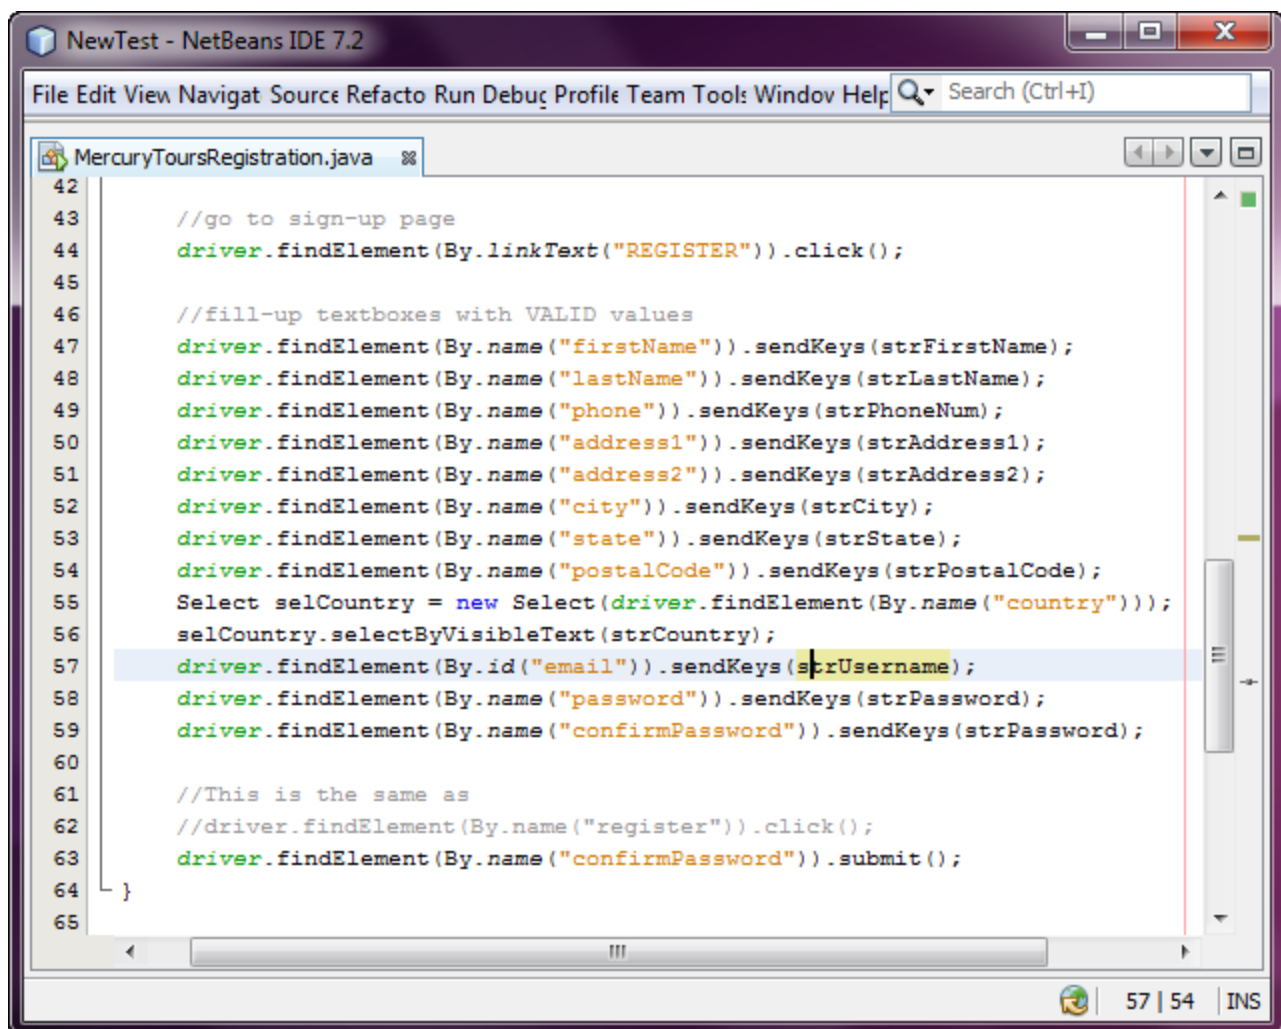 NewTest - NetBeans IDE 7.2
File Edit View Navigat Source Refacto Run Debug Profile Team Tools Window Help Search (Ctrl+I)
MercuryToursRegistration.java
42
43 //go to sign-up page
44 driver.findElement(By.linkText("REGISTER")).click();
45
46 //fill-up textboxes with VALID values
47 driver.findElement(By.name("firstName")).sendKeys(strFirstName);
48 driver.findElement(By.name("lastName")).sendKeys(strLastName);
49 driver.findElement(By.name("phone")).sendKeys(strPhoneNum);
50 driver.findElement(By.name("address1")).sendKeys(strAddress1);
51 driver.findElement(By.name("address2")).sendKeys(strAddress2);
52 driver.findElement(By.name("city")).sendKeys(strCity);
53 driver.findElement(By.name("state")).sendKeys(strState);
54 driver.findElement(By.name("postalCode")).sendKeys(strPostalCode);
55 Select selCountry = new Select(driver.findElement(By.name("country")));
56 selCountry.selectByVisibleText(strCountry);
57 driver.findElement(By.id("email")).sendKeys(strUsername);
58 driver.findElement(By.name("password")).sendKeys(strPassword);
59 driver.findElement(By.name("confirmPassword")).sendKeys(strPassword);
60
61 //This is the same as
62 //driver.findElement(By.name("register")).click();
63 driver.findElement(By.name("confirmPassword")).submit();
64 }
65
57 | 54 INS